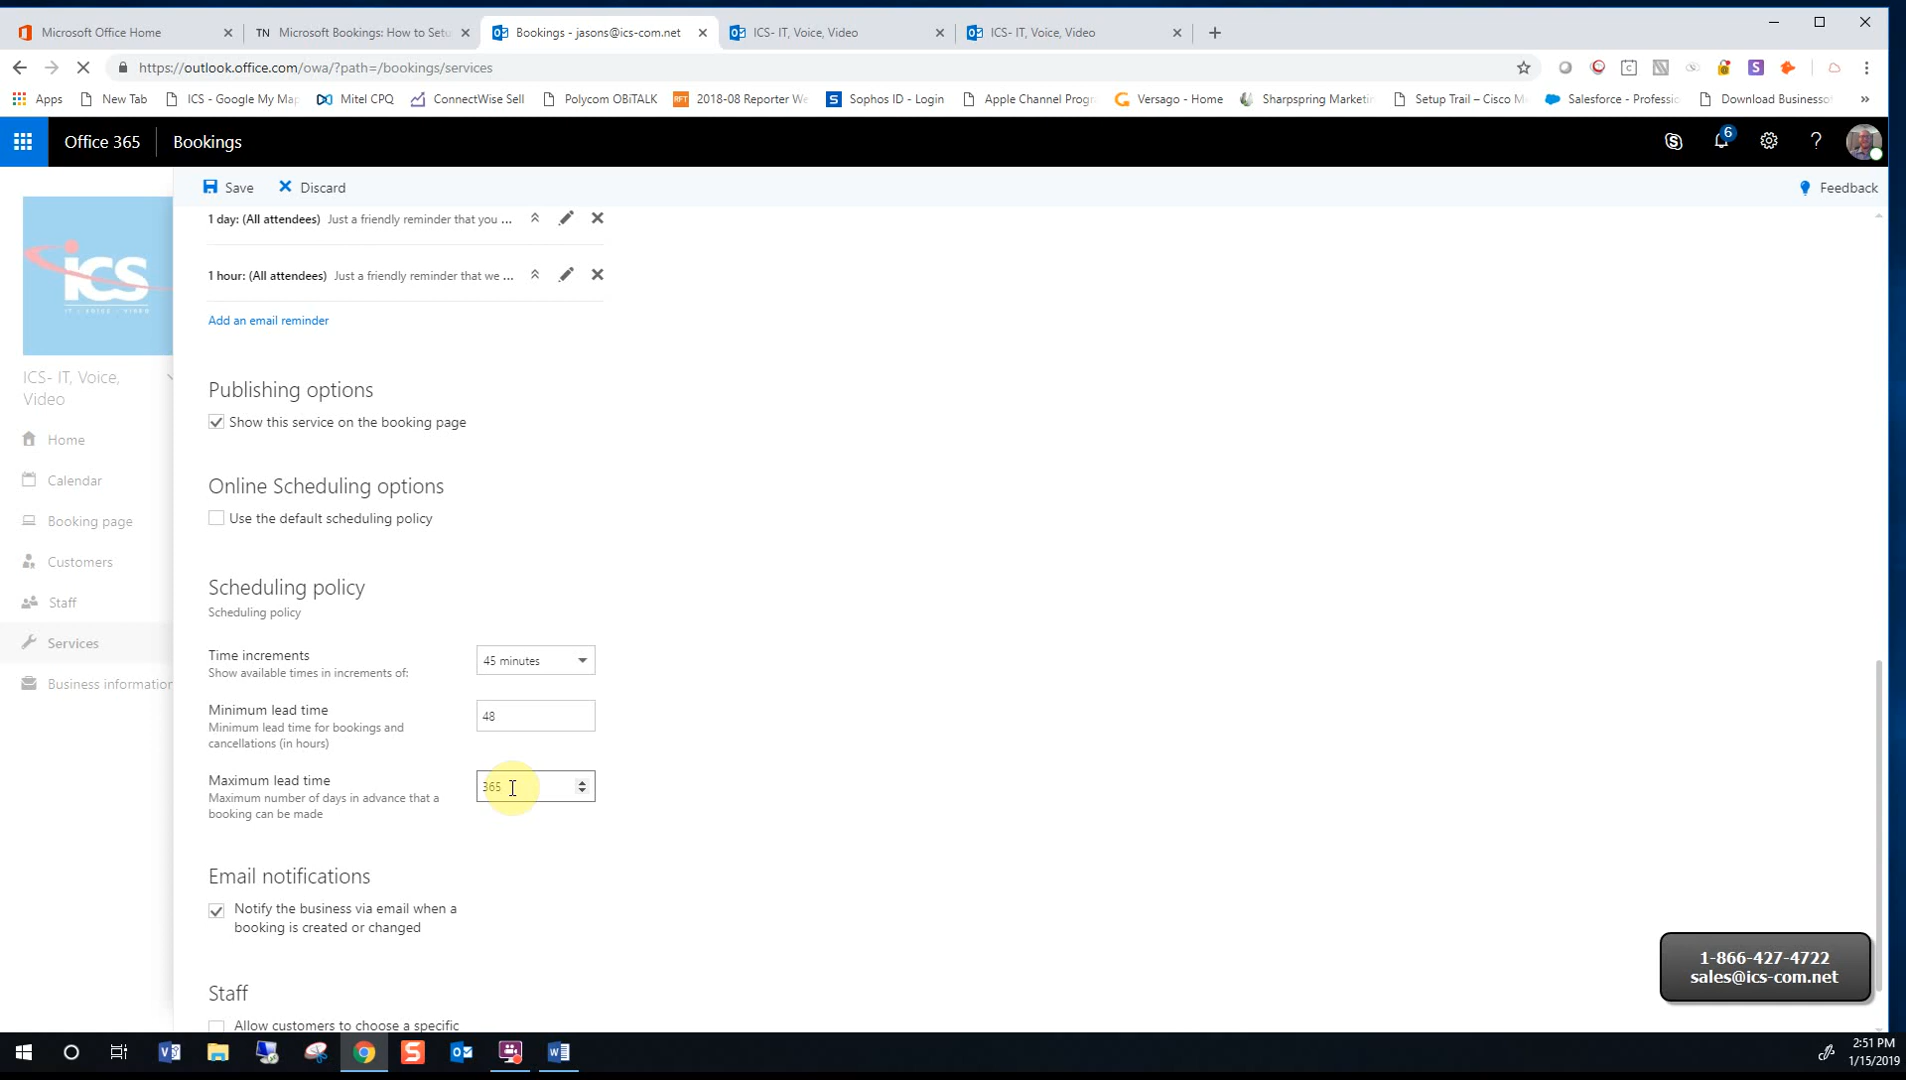 Microsoft Office Home
TN Microsoft Bookings: How to Setu
Bookings - jasons@ics-com.net
ICS- IT, Voice, Video
ICS- IT, Voice, Video
https://outlook.office.com/owa/?path=/bookings/services
Apps
New Tab
ICS - Google My Ma
Mitel CPQ
ConnectWise Sell
Polycom OBiTALK
RFT 2018-08 Reporter We
Sophos ID - Login
Apple Channel Progr
Versago - Home
Sharpspring Marketin
Setup Trail – Cisco M
Salesforce - Professio
Download Businesso
Office 365
Bookings
6
Save
Discard
Feedback
ICS
IT . VOICE . VIDEO
ICS- IT, Voice,
Video
Home
Calendar
Booking page
Customers
Staff
Services
Business information
1 day: (All attendees) Just a friendly reminder that you ...
1 hour: (All attendees) Just a friendly reminder that we ...
Add an email reminder
Publishing options
Show this service on the booking page
Online Scheduling options
Use the default scheduling policy
Scheduling policy
Scheduling policy
Time increments
Show available times in increments of:
45 minutes
Minimum lead time
Minimum lead time for bookings and
cancellations (in hours)
48
Maximum lead time
Maximum number of days in advance that a
booking can be made
365
Email notifications
Notify the business via email when a
booking is created or changed
Staff
Allow customers to choose a specific
1-866-427-4722
sales@ics-com.net
2:51 PM
1/15/2019